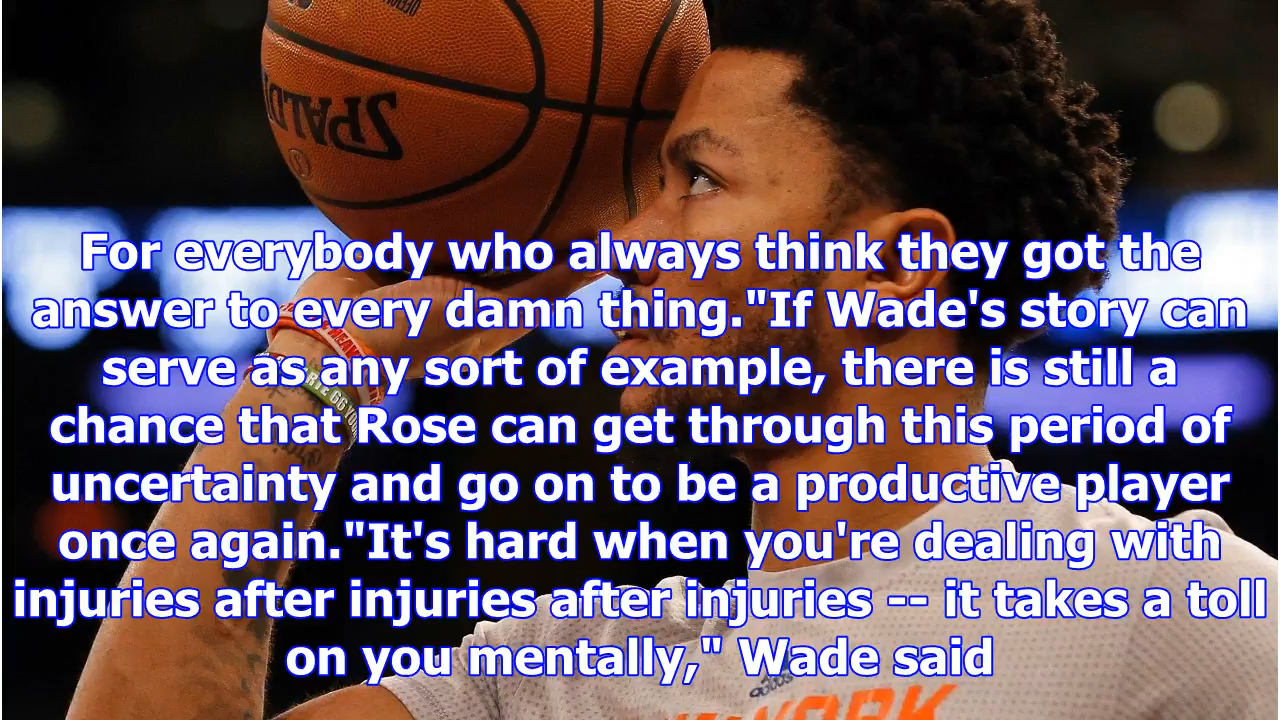 SPALD
For everybody who always think they got the
answer to every damn thing."If Wade's story can
serve as any sort of example, there is still a
chance that Rose can get through this period of
uncertainty and go on to be a productive player
once again."It's hard when you're dealing with
injuries after injuries after injuries -- it takes a toll
on you mentally," Wade said
adidas
YORK